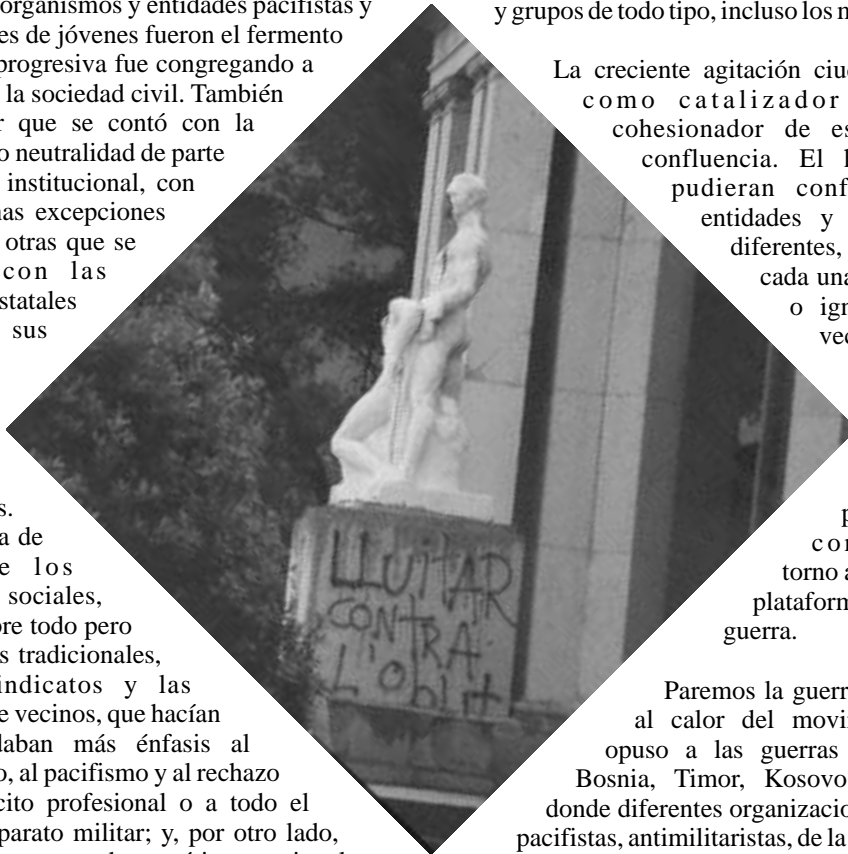 organismos y entidades pacifistas y
es de jóvenes fueron el fermento
progresiva fue congregando a
la sociedad civil. También
r que se contó con la
o neutralidad de parte
institucional, con
nas excepciones
otras que se
con las
statales
sus
s.
a de
e los
sociales,
bre todo pero
s tradicionales,
indicatos y las
e vecinos, que hacían
daban más énfasis al
o, al pacifismo y al rechazo
cito profesional o a todo el
parato militar; y, por otro lado,
LLUITAR
CONTRA
L'Oblit
y grupos de todo tipo, incluso los m
La creciente agitación ciu
como catalizador
cohesionador de es
confluencia. El h
pudieran conf
entidades y
diferentes,
cada una
o ign
vec
p
con
torno a
plataform
guerra.
Paremos la guerr
al calor del movi
opuso a las guerras
Bosnia, Timor, Kosovo
donde diferentes organizacio
pacifistas, antimilitaristas, de la